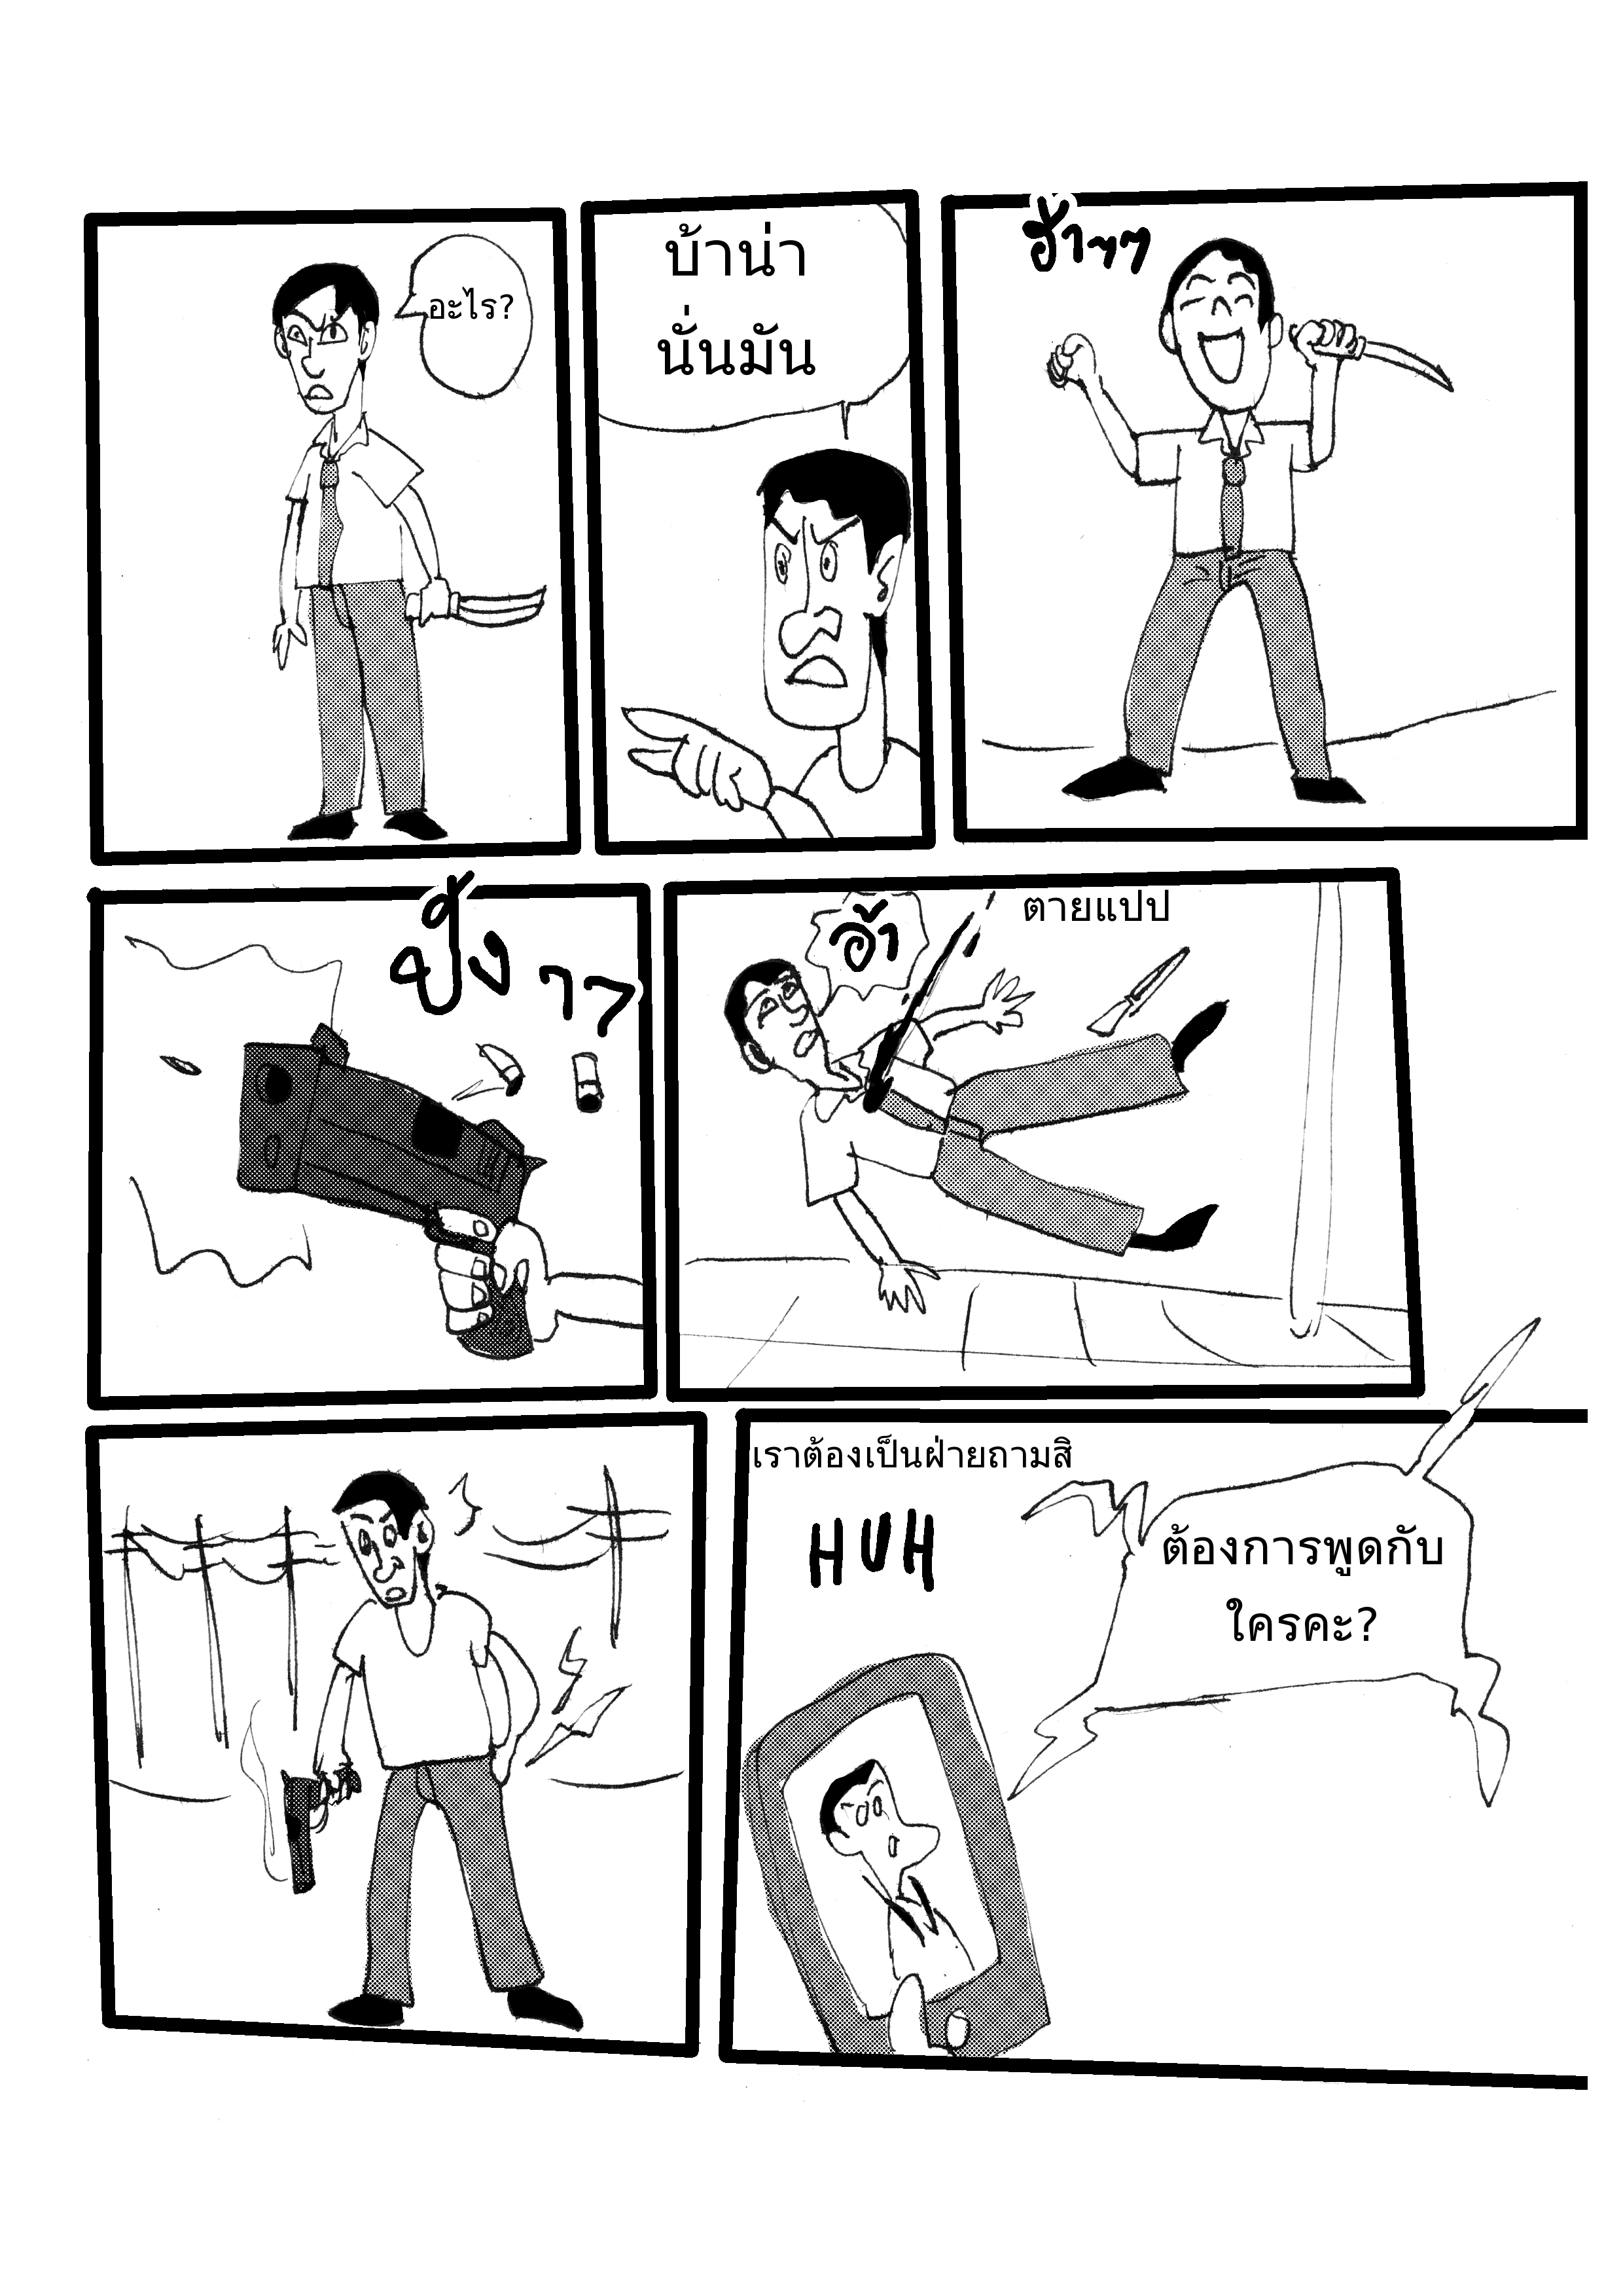 อะไร?
บ้าน่า
นั่นมัน
ฮ้าๆๆ
ปั้ง ๆๆ
อ้า
ตายแปป
เราต้องเป็นฝ่ายถามสิ
HUH
ต้องการพูดกับ
ใครคะ?